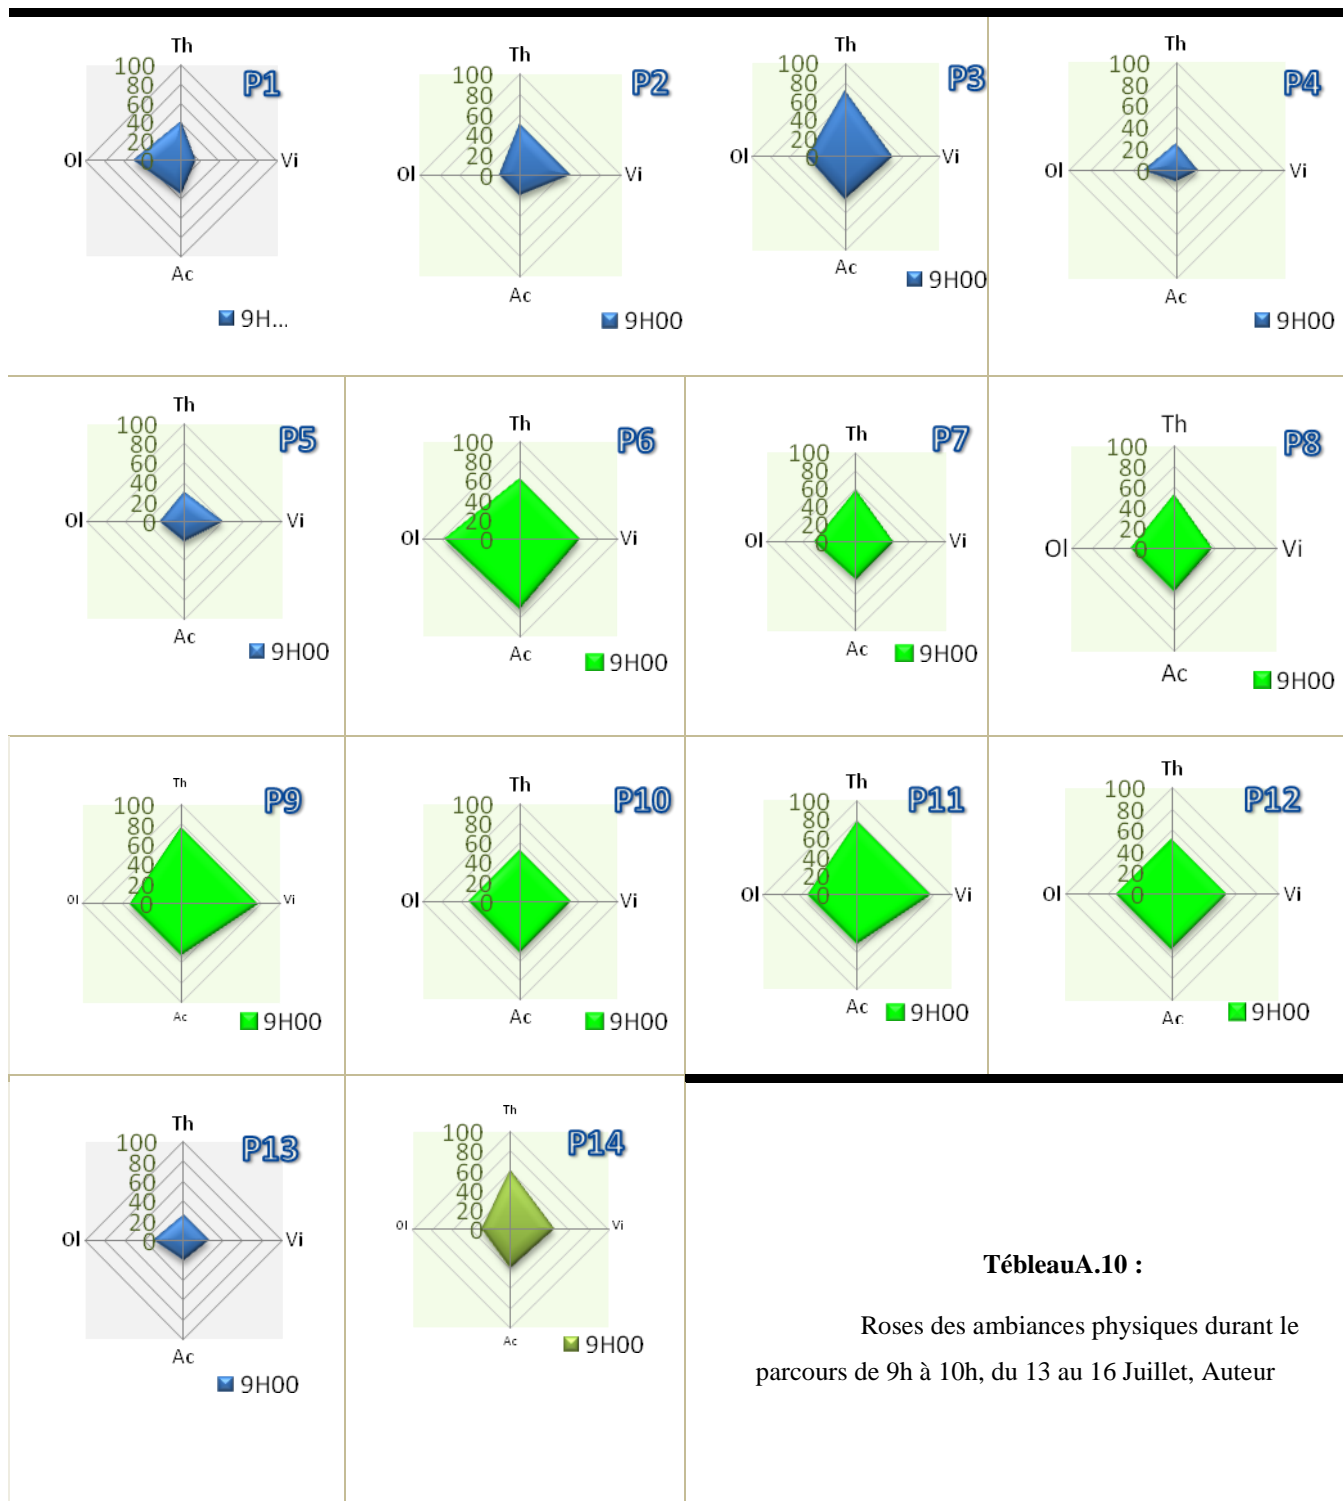 Th
100
80
60
40
20
0
Ol
Vi
Ac
P1
9H...
Th
100
80
60
40
20
0
Ol
Vi
Ac
P2
9H00
Th
100
80
60
40
20
0
Ol
Vi
Ac
P3
9H00
Th
100
80
60
40
20
0
Ol
Vi
Ac
P4
9H00
Th
100
80
60
40
20
0
Ol
Vi
Ac
P5
9H00
Th
100
80
60
40
20
0
Ol
Vi
Ac
P6
9H00
Th
100
80
60
40
20
0
Ol
Vi
Ac
P7
9H00
Th
100
80
60
40
20
0
Ol
Vi
Ac
P8
9H00
Th
100
80
60
40
20
0
Ol
Vi
Ac
P9
9H00
Th
100
80
60
40
20
0
Ol
Vi
Ac
P10
9H00
Th
100
80
60
40
20
0
Ol
Vi
Ac
P11
9H00
Th
100
80
60
40
20
0
Ol
Vi
Ac
P12
9H00
Th
100
80
60
40
20
0
Ol
Vi
Ac
P13
9H00
Th
100
80
60
40
20
0
Ol
Vi
Ac
P14
9H00
TébleauA.10 :
Roses des ambiances physiques durant le
parcours de 9h à 10h, du 13 au 16 Juillet, Auteur